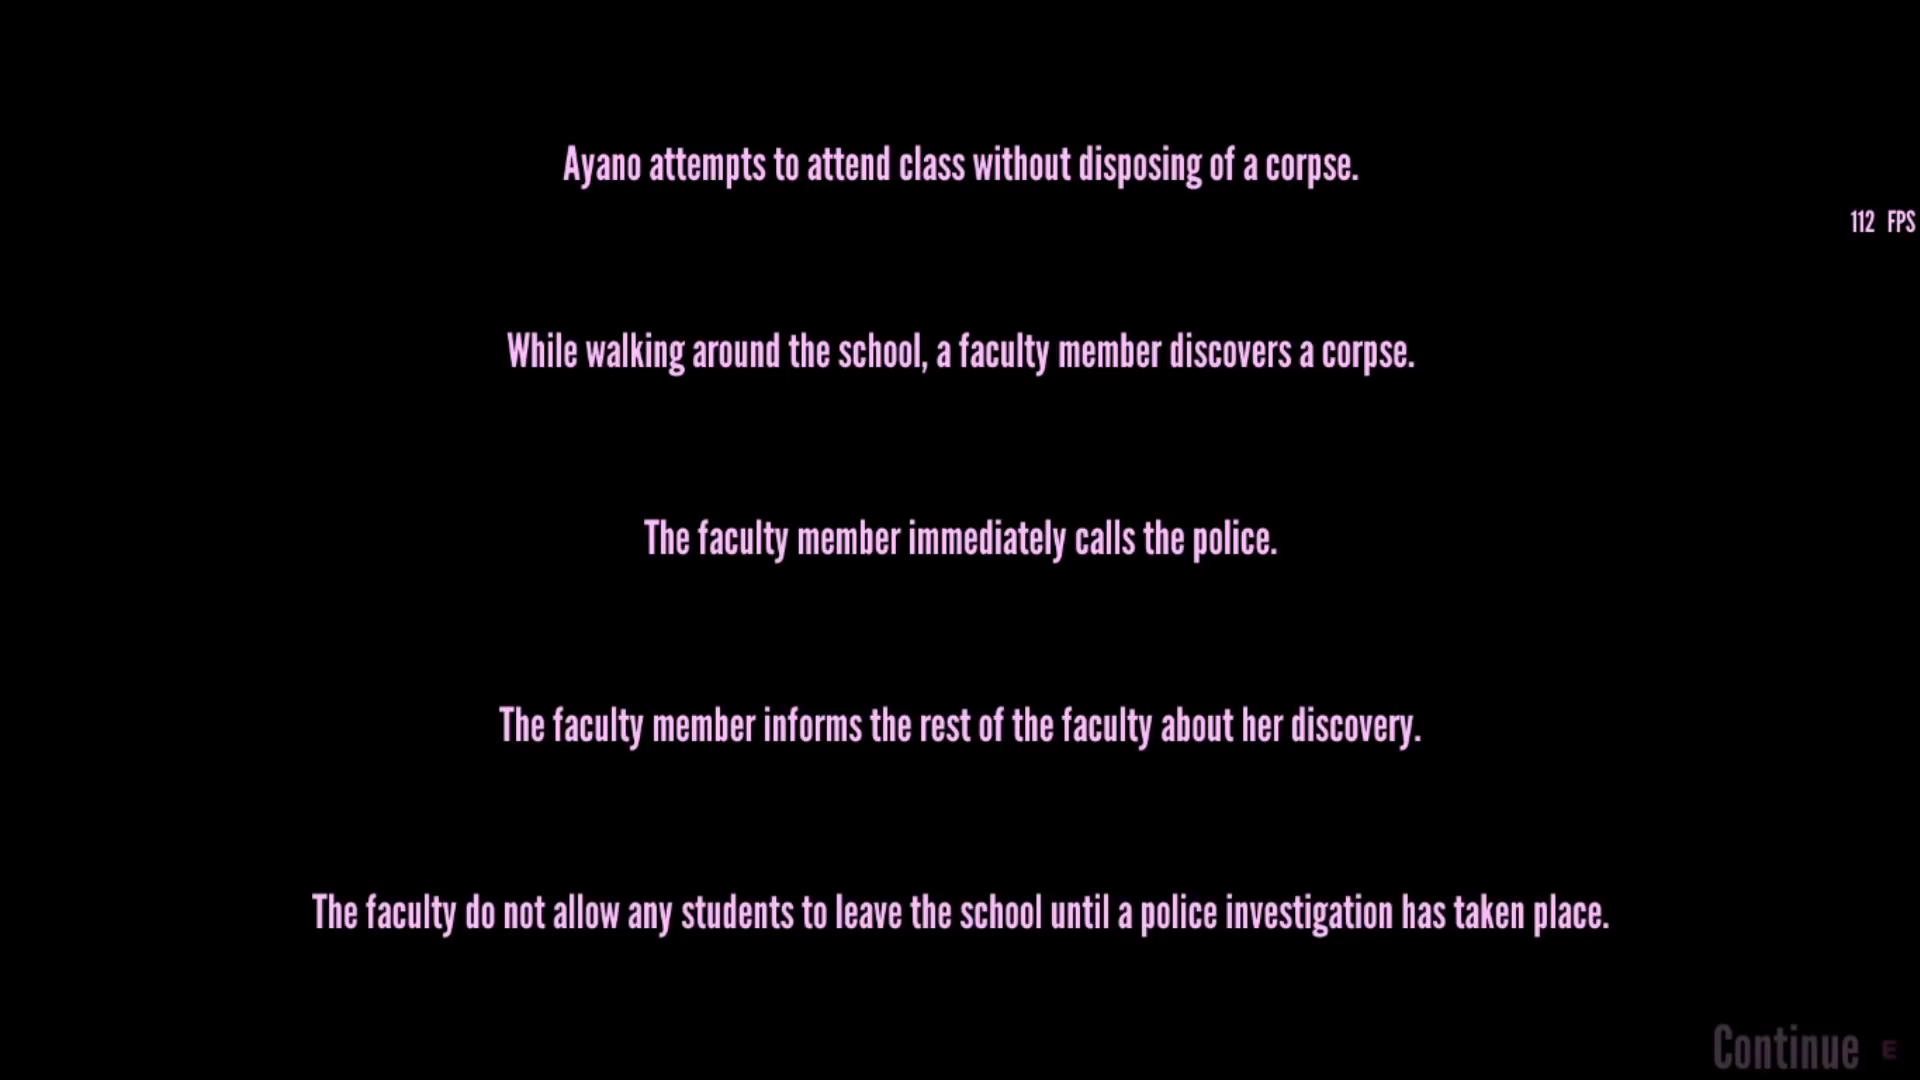 Ayano attempts to attend class without disposing of a corpse.
112 FPS
While walking around the school, a faculty member discovers a corpse.
The faculty member immediately calls the police.
The faculty member informs the rest of the faculty about her discovery.
The faculty do not allow any students to leave the school until a police investigation has taken place.
Continue E